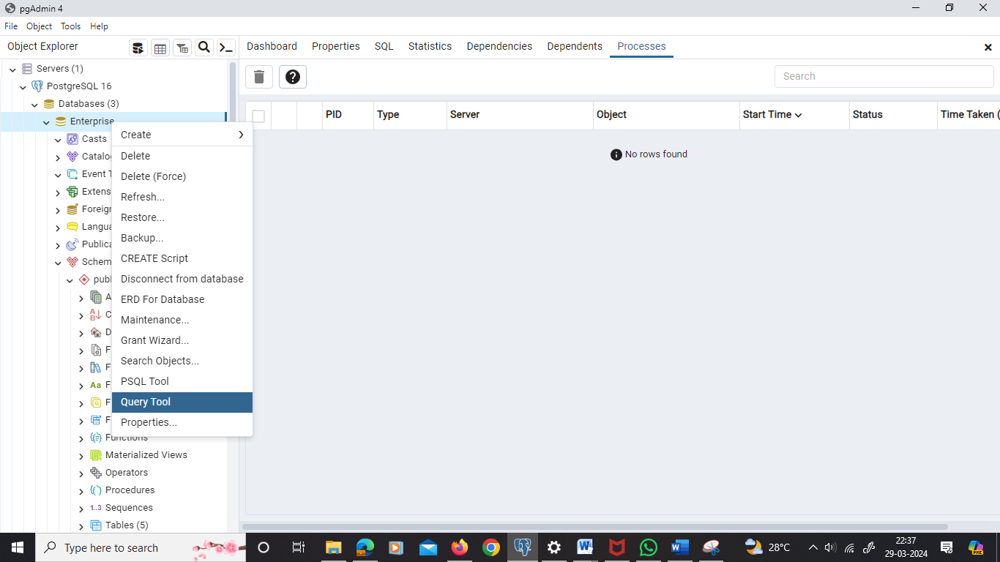 pgAdmin 4
File Object Tools Help
Object Explorer
Dashboard Properties SQL Statistics Dependencies Dependents Processes
Servers (1)
PostgreSQL 16
Databases (3)
Enterprise
Casts
Catalo
Event T
Extens
Foreign
Langua
Publica
Schem
publ
A
C
D
F
F
Aa F
F
F
Functions
Materialized Views
Operators
Procedures
1..3 Sequences
Tables (5)
Create
Delete
Delete (Force)
Refresh...
Restore...
Backup...
CREATE Script
Disconnect from database
ERD For Database
Maintenance...
Grant Wizard...
Search Objects...
PSQL Tool
Query Tool
Properties...
Search
PID Type Server Object Start Time Status Time Taken (
No rows found
Type here to search
28°C
22:37
29-03-2024
PRE